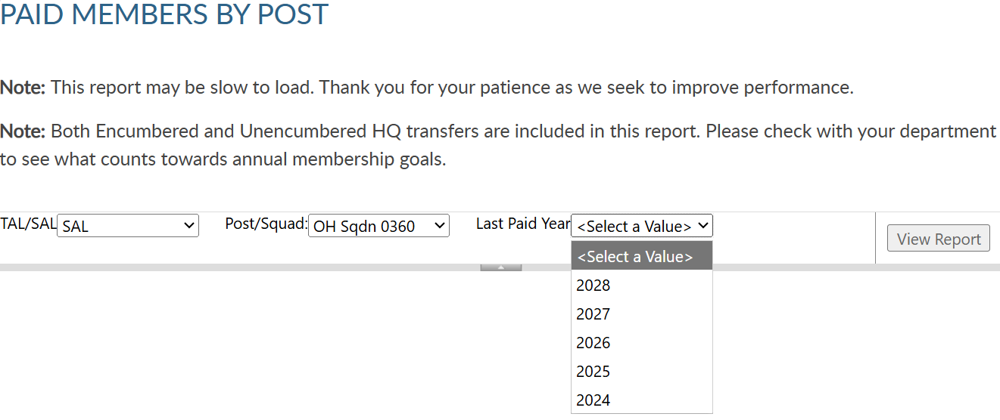 PAID MEMBERS BY POST
Note: This report may be slow to load. Thank you for your patience as we seek to improve performance.
Note: Both Encumbered and Unencumbered HQ transfers are included in this report. Please check with your department
to see what counts towards annual membership goals.
TAL/SAL SAL Post/Squad: OH Sqdn 0360 Last Paid Year <Select a Value> View Report
<Select a Value>
2028
2027
2026
2025
2024